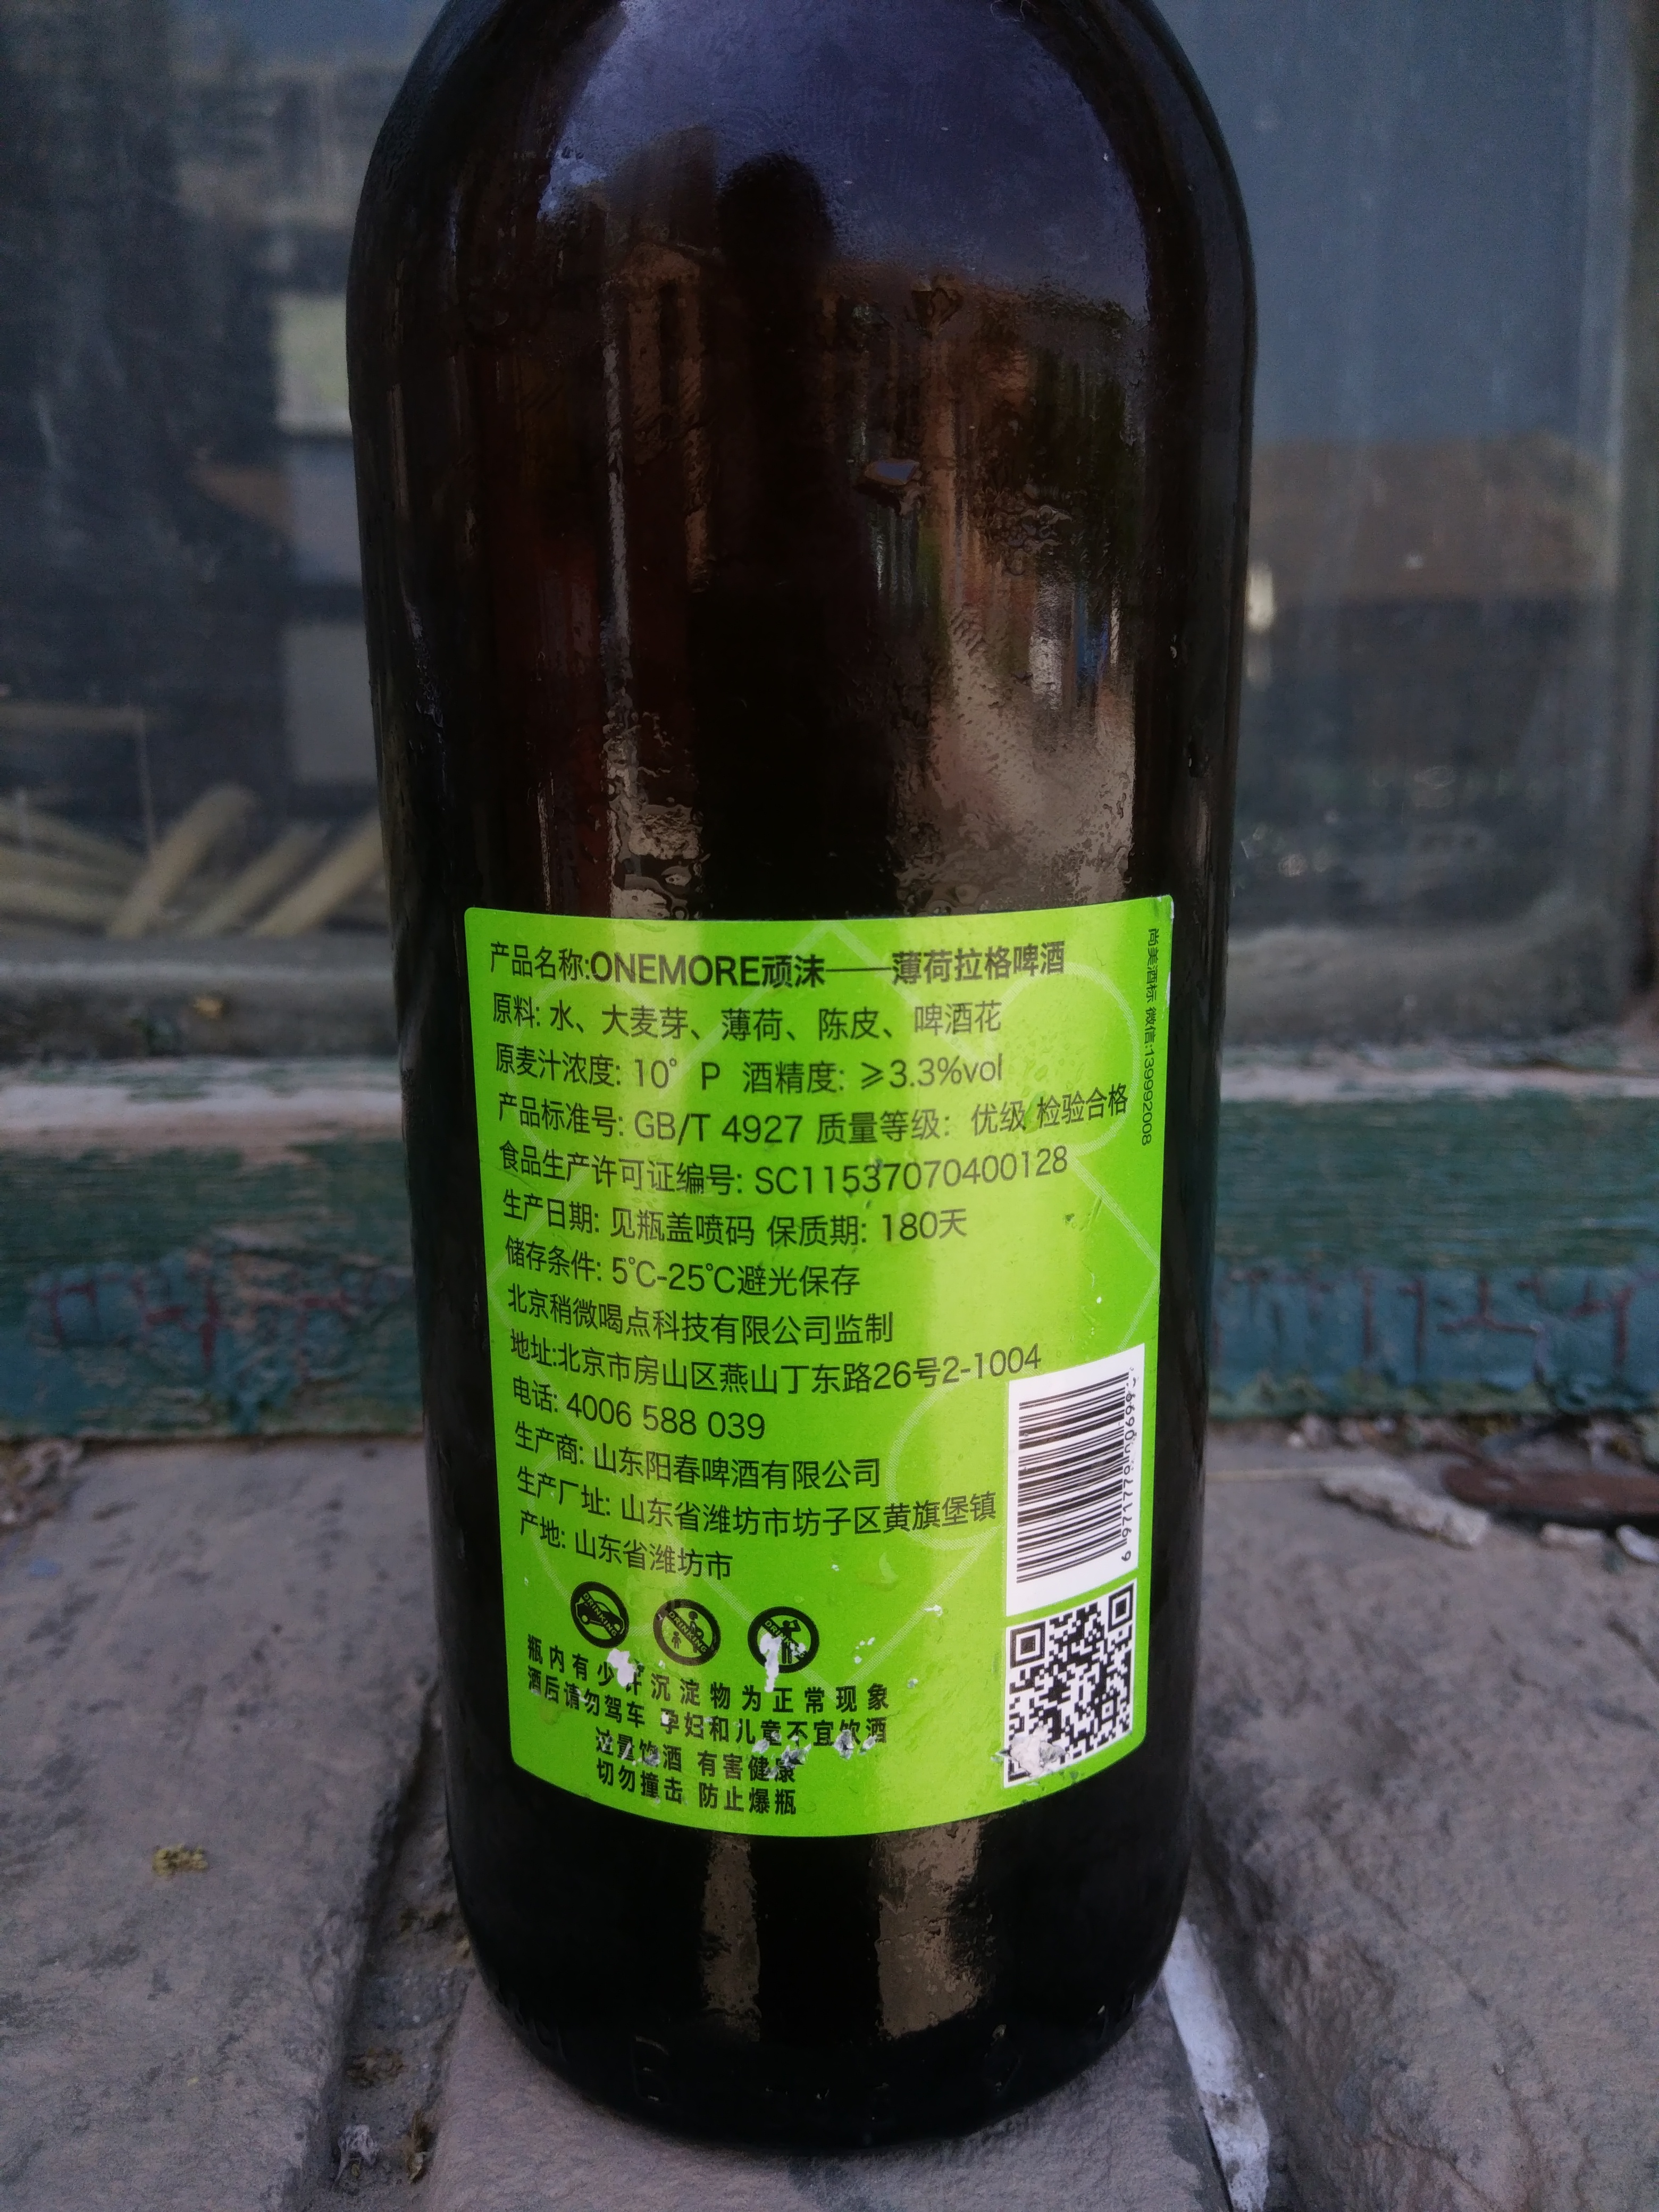 产品名称:ONEMORE顽沫——薄荷拉格啤酒
原料: 水、大麦芽、薄荷、陈皮、啤酒花
原麦汁浓度: 10° P 酒精度: ≥3.3%vol
产品标准号: GB/T 4927 质量等级: 优级 检验合格
食品生产许可证编号: SC11537070400128
生产日期: 见瓶盖喷码 保质期: 180天
储存条件: 5℃-25℃避光保存
北京稍微喝点科技有限公司监制
地址:北京市房山区燕山丁东路26号2-1004
电话: 4006 588 039
生产商: 山东阳春啤酒有限公司
生产厂址: 山东省潍坊市坊子区黄旗堡镇
产地: 山东省潍坊市
DRINKING
DRINKING
瓶内有少许沉淀物为正常现象
酒后请勿驾车 孕妇和儿童不宜饮酒
过量饮酒 有害健康
切勿撞击 防止爆瓶
尚美酒标 微信:139992008